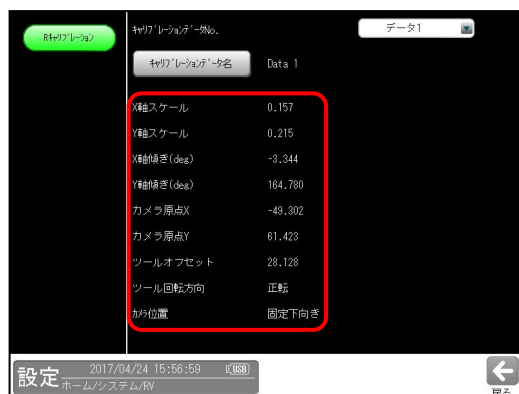 Rｷｬﾘﾌﾞﾚｰｼｮﾝ
ｷｬﾘﾌﾞﾚｰｼｮﾝﾃﾞｰﾀNo.
データ1
ｷｬﾘﾌﾞﾚｰｼｮﾝﾃﾞｰﾀ名
Data 1
X軸スケール 0.157
Y軸スケール 0.215
X軸傾き(deg) -3.344
Y軸傾き(deg) 164.780
カメラ原点X -49.302
カメラ原点Y 61.423
ツールオフセット 28.128
ツール回転方向 正転
ｶﾒﾗ位置 固定下向き
設定 2017/04/24 15:56:59 USB
ホーム/システム/RV
戻る